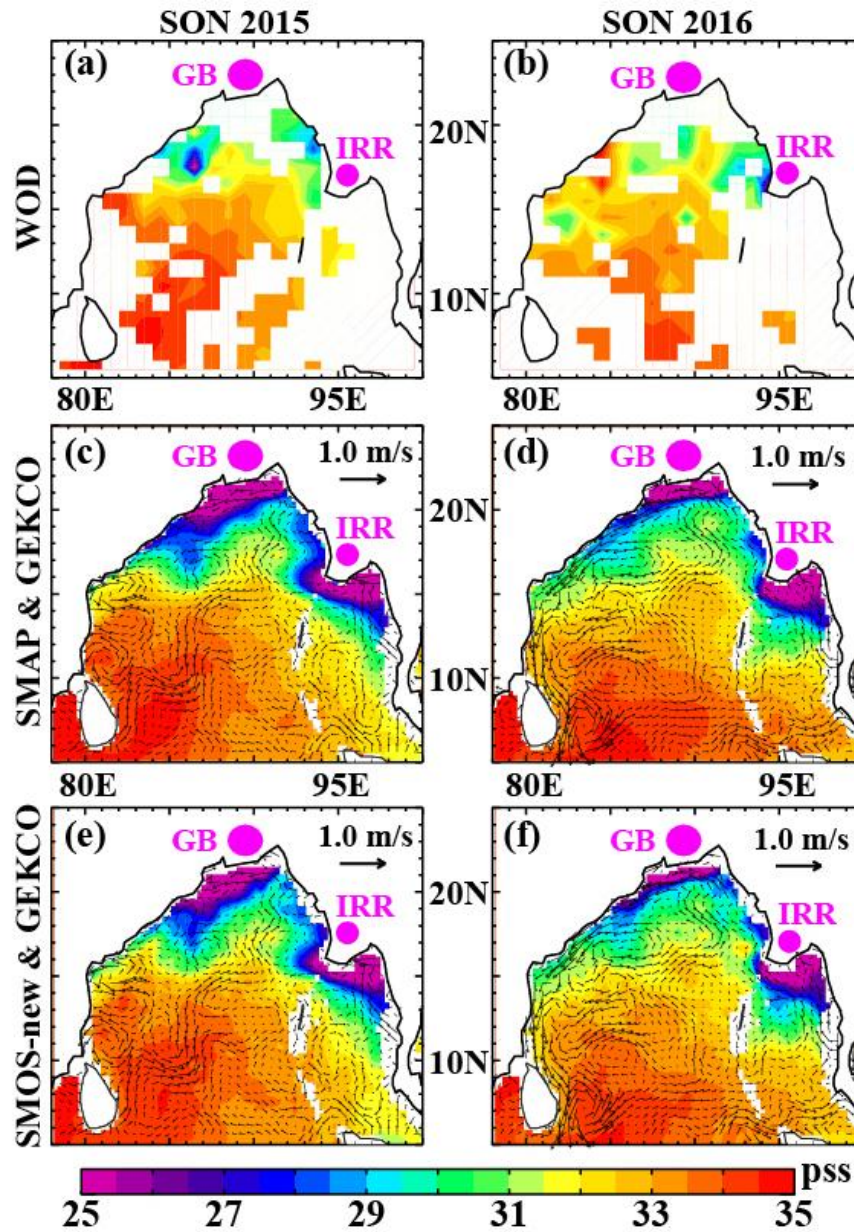 SON 2015 SON 2016
(a) GB IRR (b) GB IRR
WOD
20N
10N
80E 95E 80E 95E
(c) GB 1.0 m/s IRR (d) GB 1.0 m/s IRR
SMAP & GEKCO
20N
10N
80E 95E 80E 95E
(e) GB 1.0 m/s IRR (f) GB 1.0 m/s IRR
SMOS-new & GEKCO
20N
10N
pss
25 27 29 31 33 35